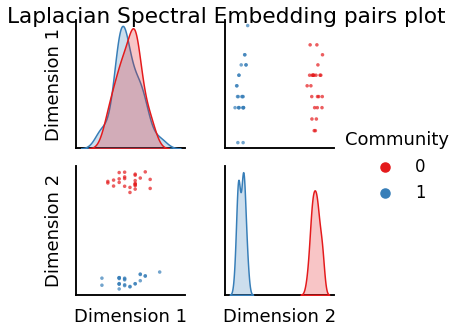 Laplacian Spectral Embedding pairs plot
Dimension 1
Community
0
1
Dimension 2
Dimension 1
Dimension 2